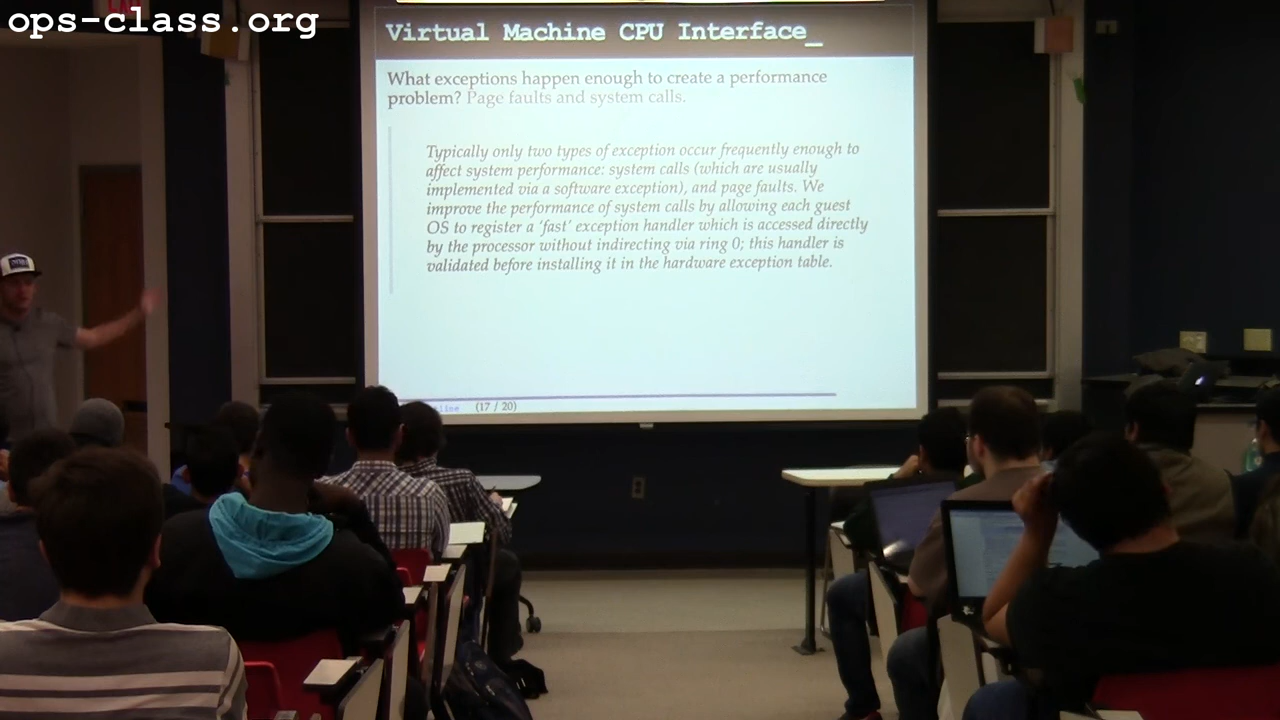 ops-class.org
Virtual Machine CPU Interface_
What exceptions happen enough to create a performance
problem? Page faults and system calls.
Typically only two types of exception occur frequently enough to
affect system performance: system calls (which are usually
implemented via a software exception), and page faults. We
improve the performance of system calls by allowing each guest
OS to register a ‘fast’ exception handler which is accessed directly
by the processor without indirecting via ring 0; this handler is
validated before installing it in the hardware exception table.
(17 / 20)